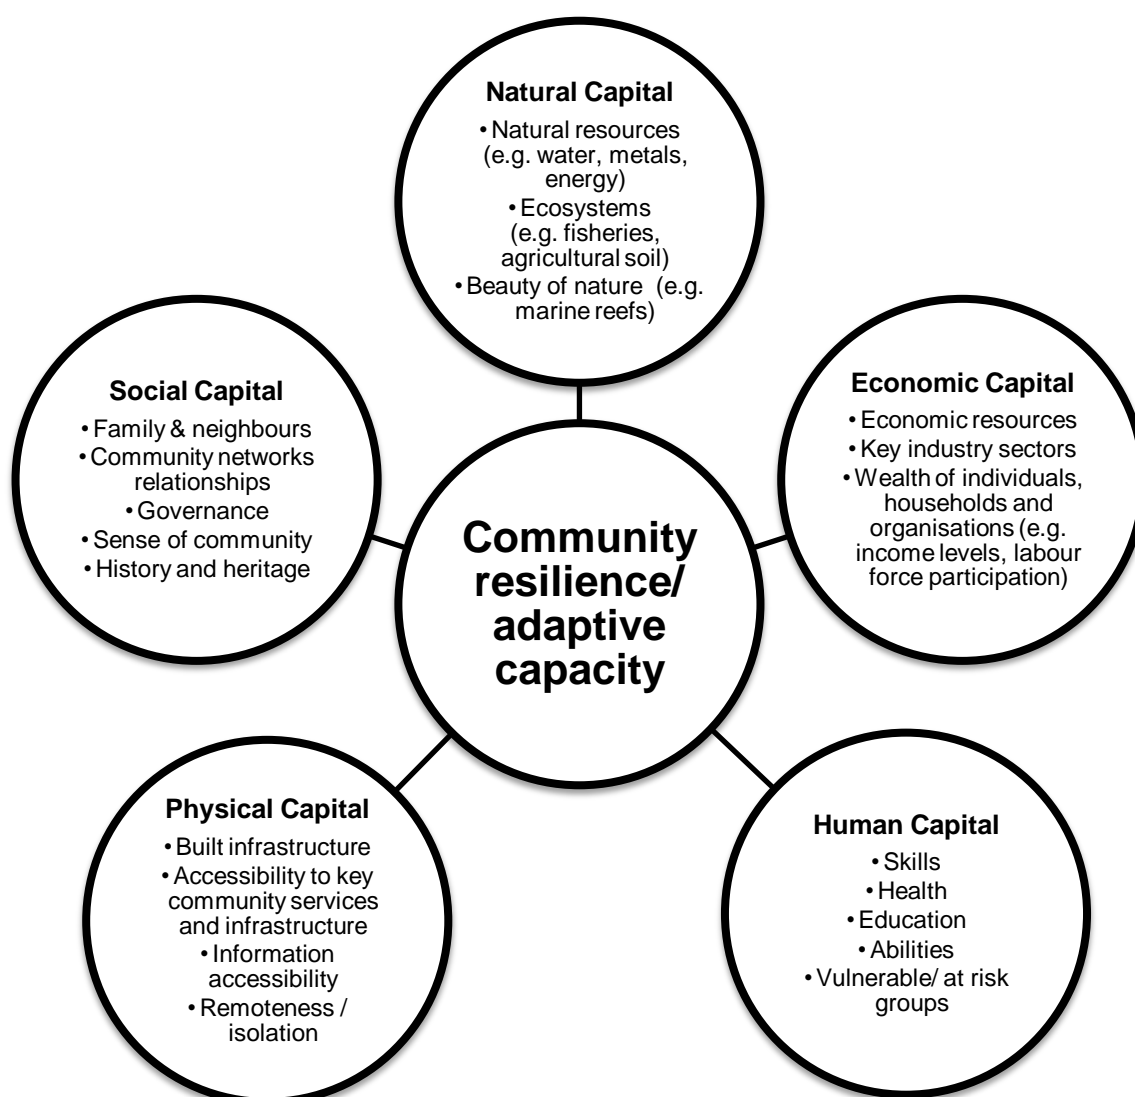 Natural Capital
• Natural resources
(e.g. water, metals,
energy)
• Ecosystems
(e.g. fisheries,
agricultural soil)
• Beauty of nature (e.g.
marine reefs)
Social Capital
• Family & neighbours
• Community networks
relationships
• Governance
• Sense of community
• History and heritage
Economic Capital
• Economic resources
• Key industry sectors
• Wealth of individuals,
households and
organisations (e.g.
income levels, labour
force participation)
Community
resilience/
adaptive
capacity
Physical Capital
• Built infrastructure
• Accessibility to key
community services
and infrastructure
• Information
accessibility
• Remoteness /
isolation
Human Capital
• Skills
• Health
• Education
• Abilities
• Vulnerable/ at risk
groups